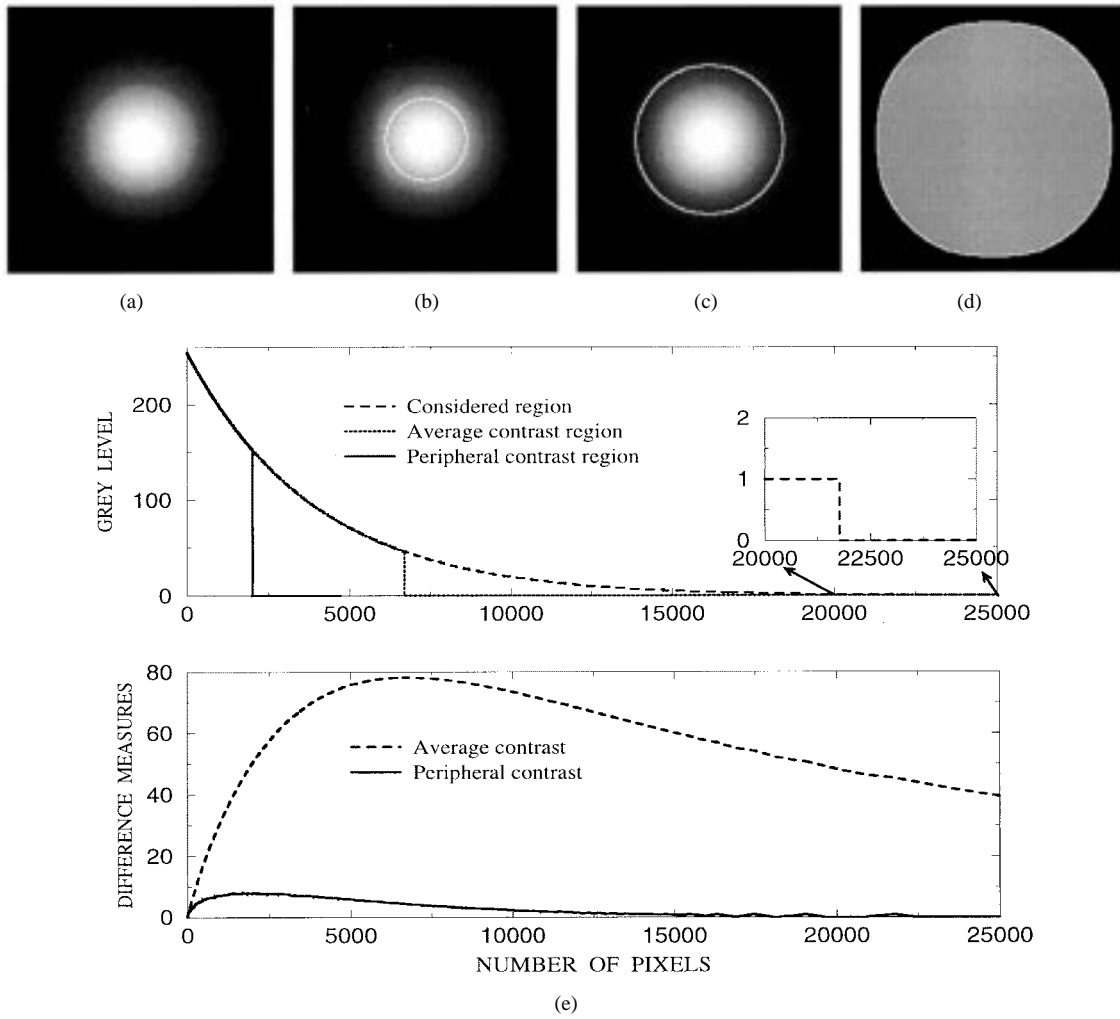 (a) (b) (c) (d)
GREY LEVEL
200
100
0
Considered region
Average contrast region
Peripheral contrast region
2
1
0
20000 22500 25000
0 5000 10000 15000 20000 25000
DIFFERENCE MEASURES
80
60
40
20
0
Average contrast
Peripheral contrast
0 5000 10000 15000 20000 25000
NUMBER OF PIXELS
(e)